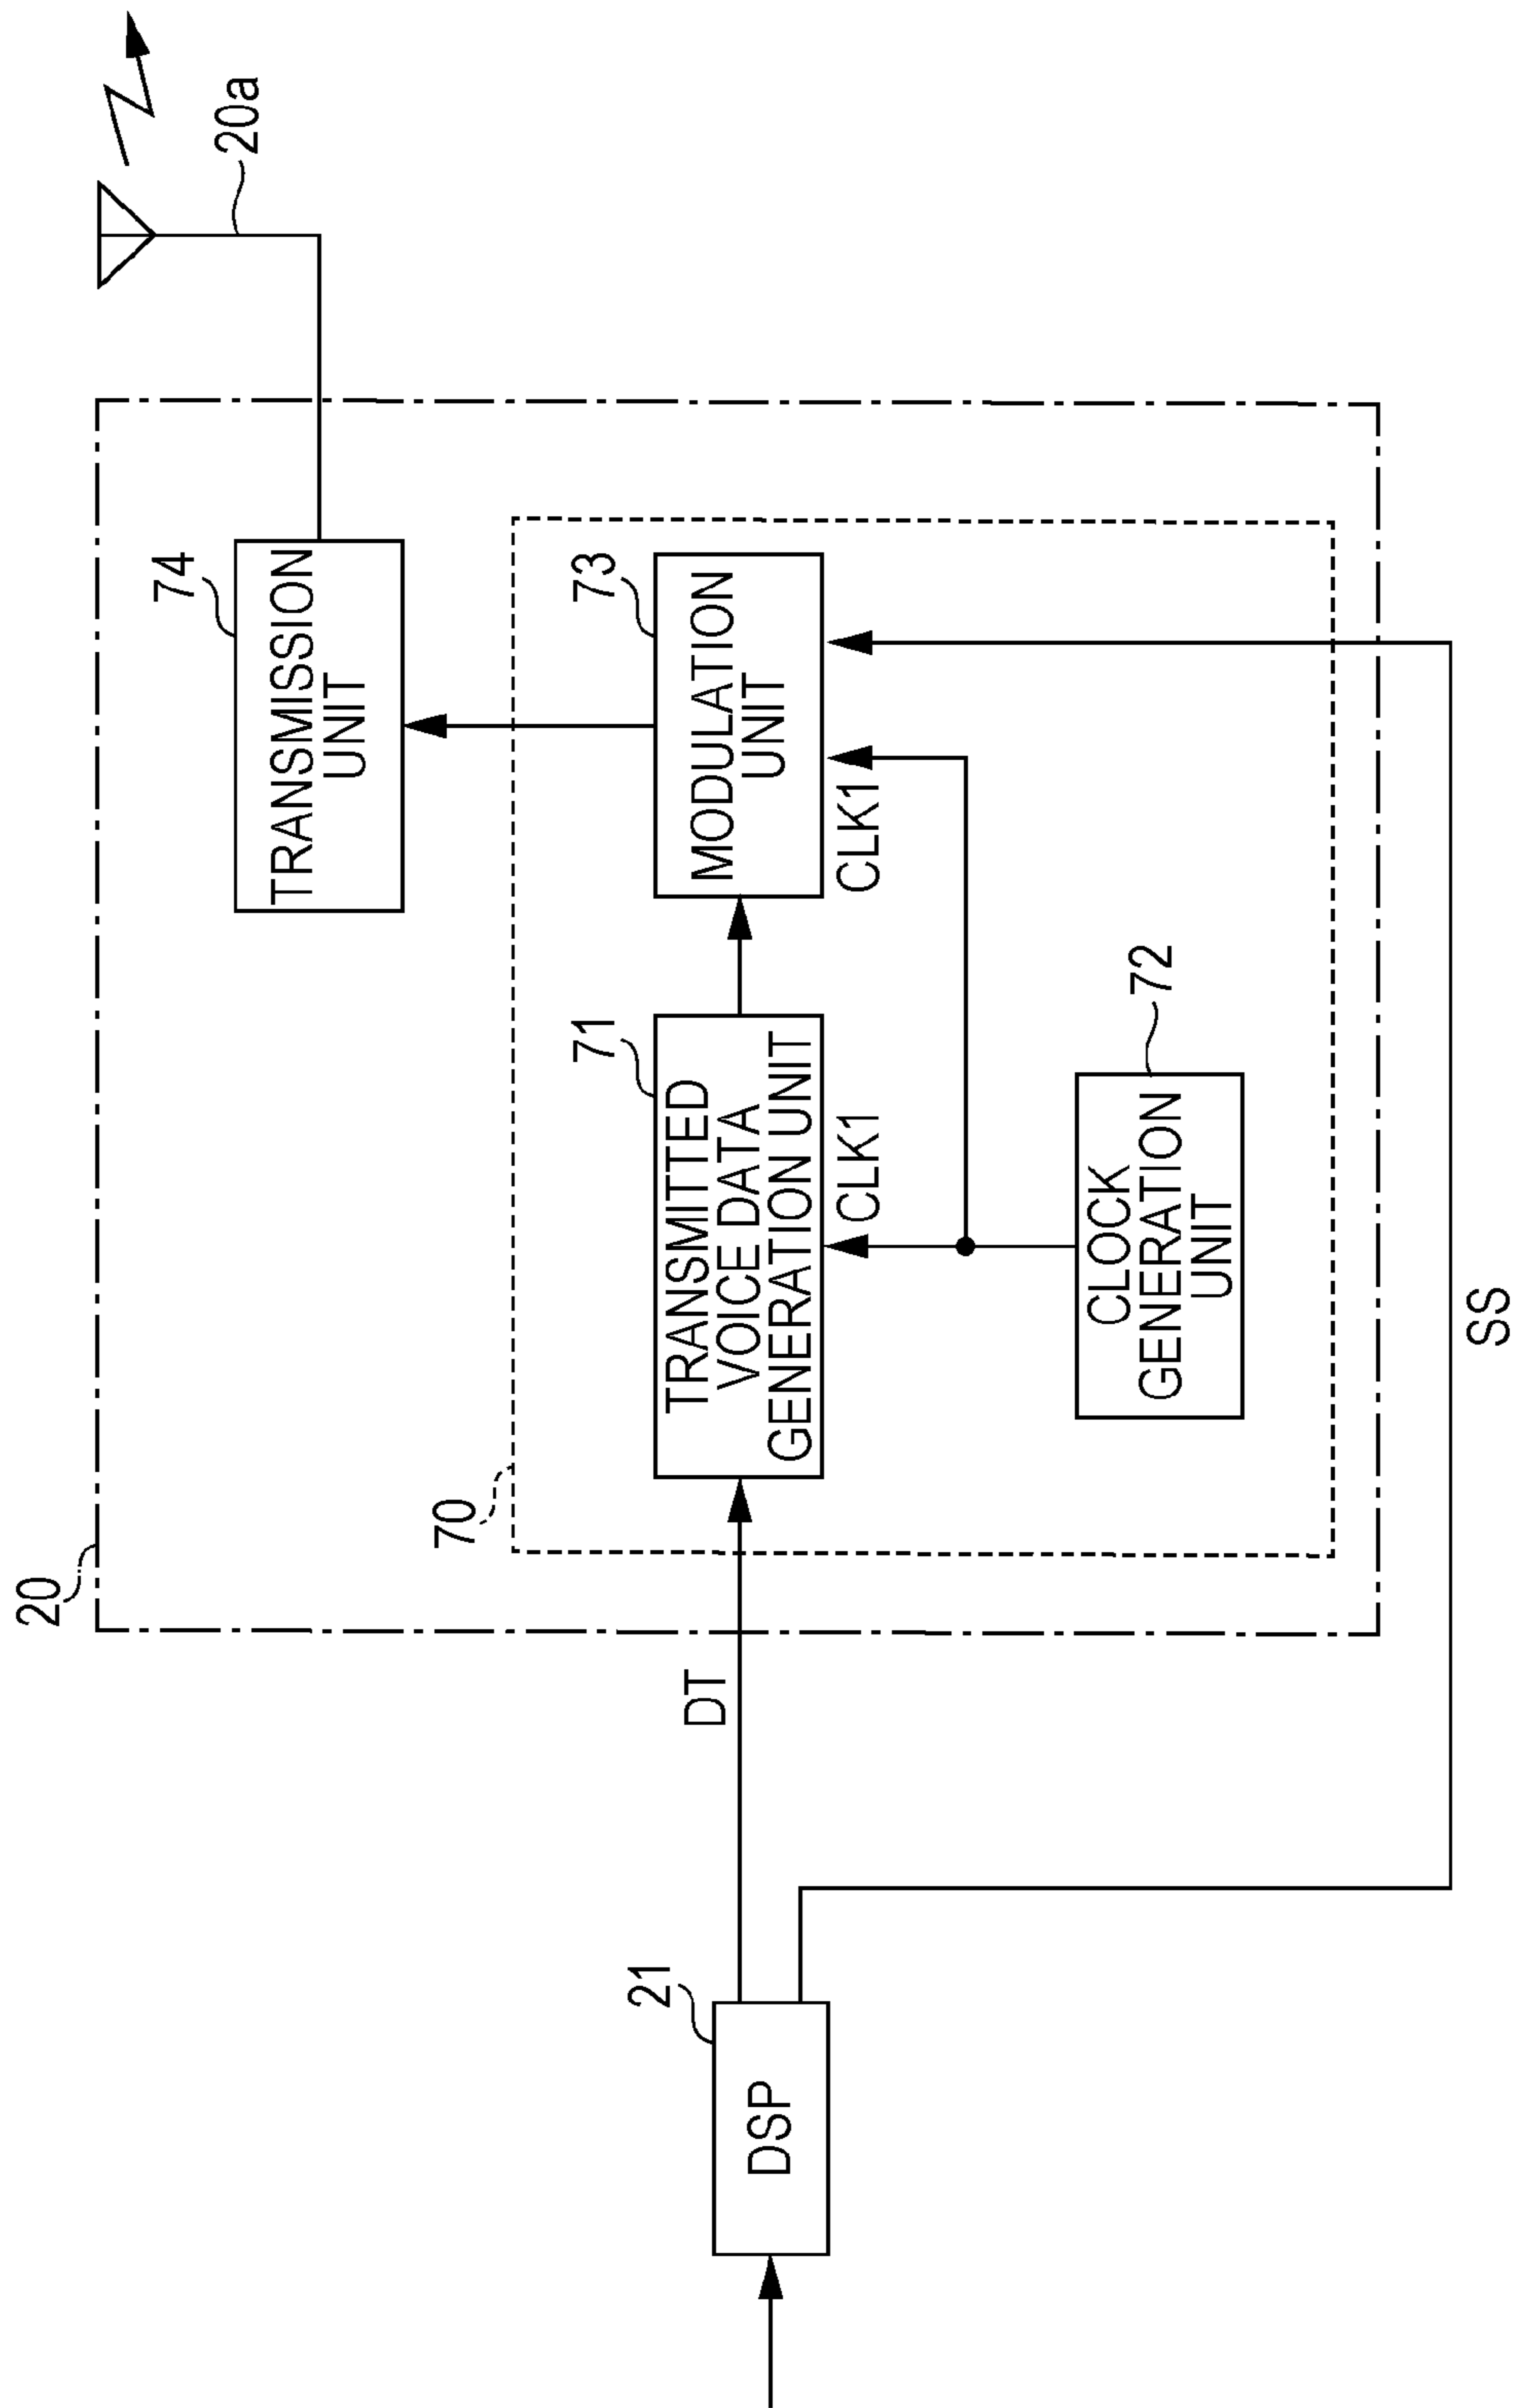 20
20a
74
TRANSMISSION
UNIT
70
71
TRANSMITTED
VOICE DATA
GENERATION UNIT
73
MODULATION
UNIT
DT
CLK1
CLK1
21
DSP
72
CLOCK
GENERATION
UNIT
SS